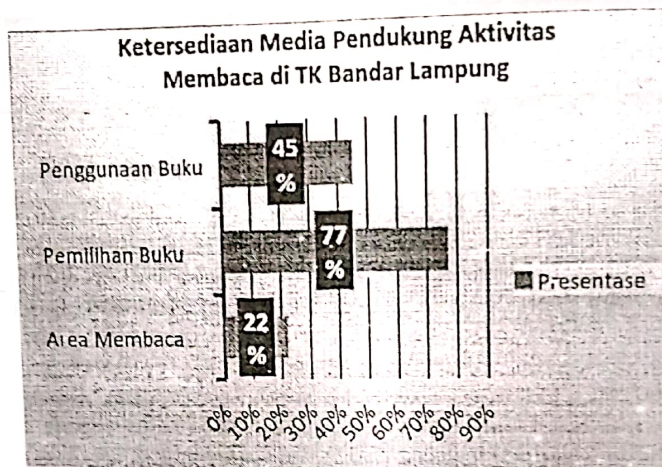 Ketersediaan Media Pendukung Aktivitas
Membaca di TK Bandar Lampung
Penggunaan Buku
45
%
Pemilihan Buku
77
%
Presentase
Area Membaca
22
%
0%
10%
20%
30%
40%
50%
60%
70%
80%
90%